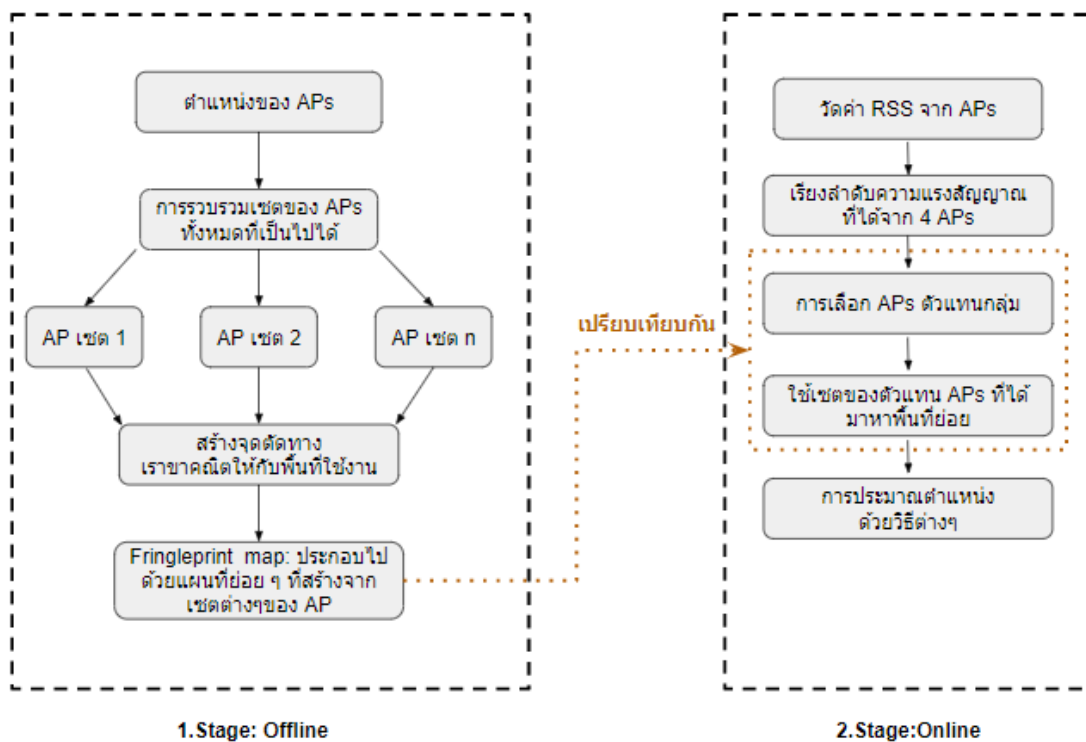 ตำแหน่งของ APs
การรวบรวมเซตของ APs
ทั้งหมดที่เป็นไปได้
AP เซต 1
AP เซต 2
AP เซต n
สร้างจุดตัดทาง
เราขาคณิตให้กับพื้นที่ใช้งาน
Fringleprint map: ประกอบไป
ด้วยแผนที่ย่อย ๆ ที่สร้างจาก
เซตต่างๆของ AP
1.Stage: Offline
เปรียบเทียบกัน
วัดค่า RSS จาก APs
เรียงลำดับความแรงสัญญาณ
ที่ได้จาก 4 APs
การเลือก APs ตัวแทนกลุ่ม
ใช้เซตของตัวแทน APs ที่ได้
มาหาพื้นที่ย่อย
การประมาณตำแหน่ง
ด้วยวิธีต่างๆ
2.Stage:Online